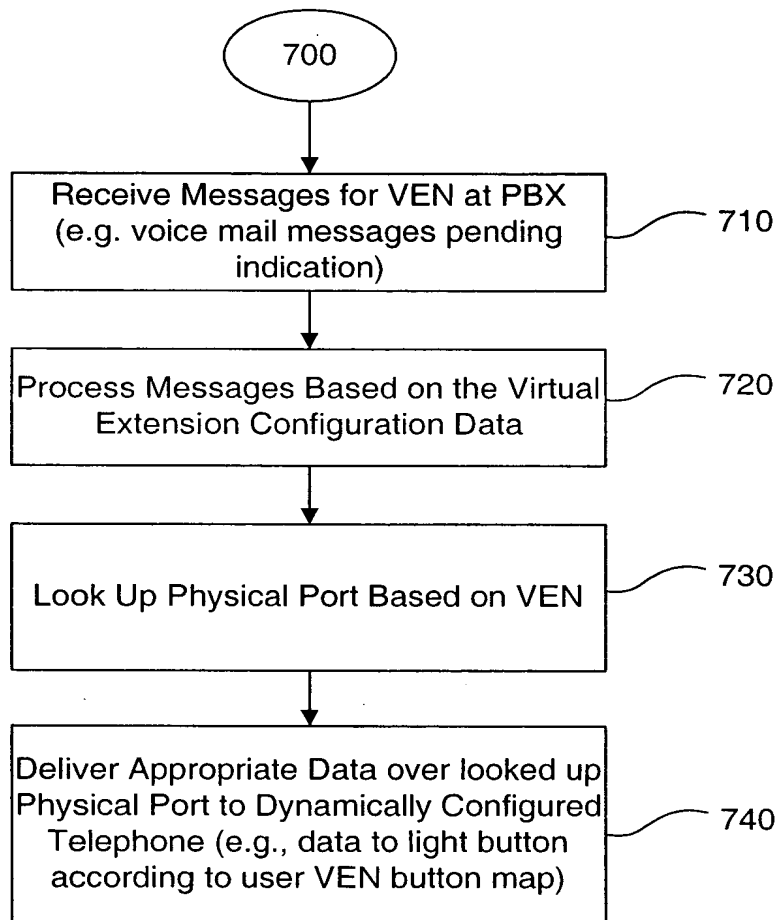 700
Receive Messages for VEN at PBX
(e.g. voice mail messages pending
indication)
710
Process Messages Based on the Virtual
Extension Configuration Data
720
Look Up Physical Port Based on VEN
730
Deliver Appropriate Data over looked up
Physical Port to Dynamically Configured
Telephone (e.g., data to light button
according to user VEN button map)
740